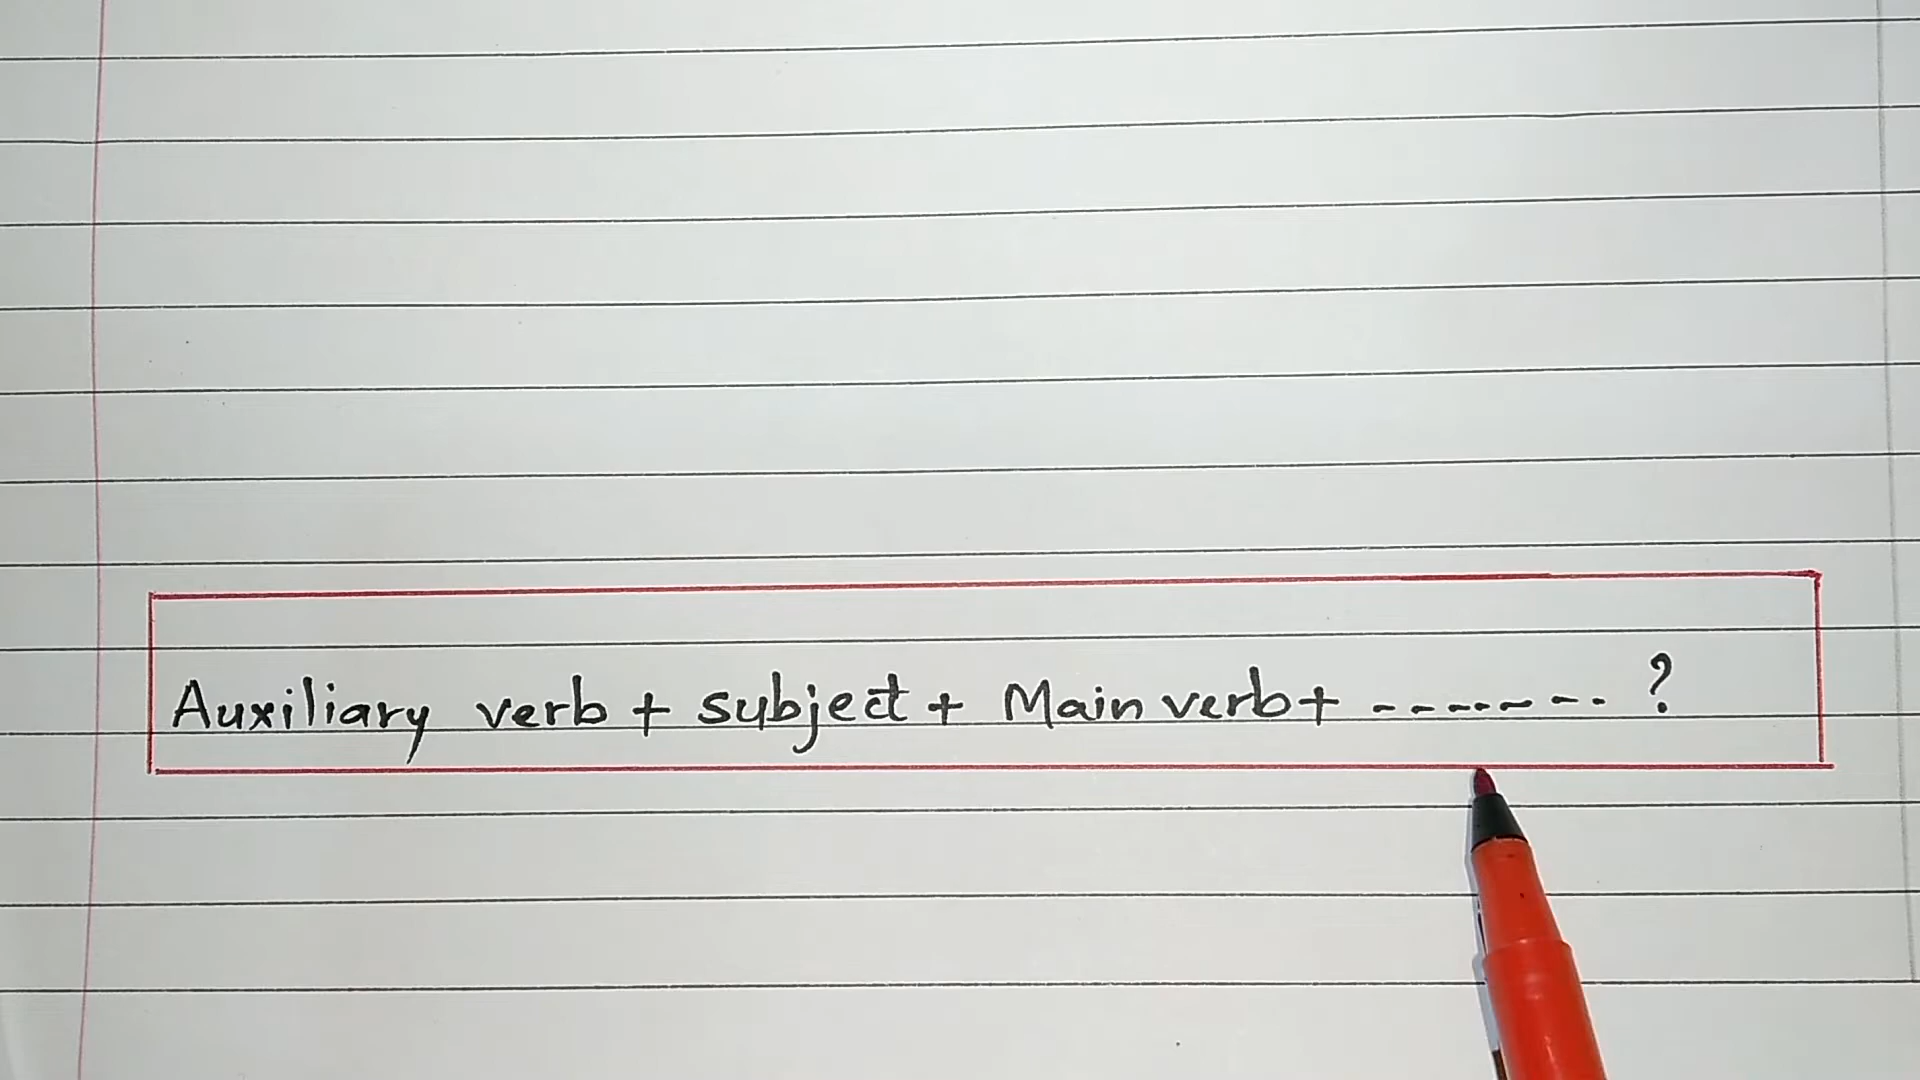 Auxiliary verb + subject + Main verb + -------- ?